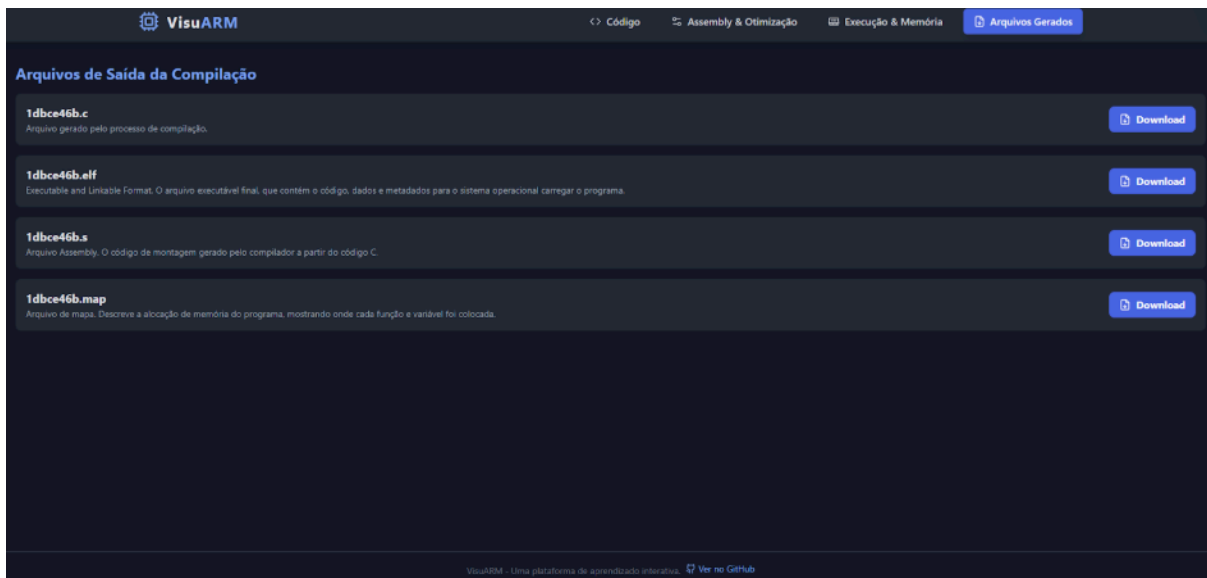 VisuARM
<> Código
Assembly & Otimização
Execução & Memória
Arquivos Gerados
Arquivos de Saída da Compilação
1dbce46b.c
Arquivo gerado pelo processo de compilação.
Download
1dbce46b.elf
Executable and Linkable Format. O arquivo executável final, que contém o código, dados e metadados para o sistema operacional carregar o programa.
Download
1dbce46b.s
Arquivo Assembly. O código de montagem gerado pelo compilador a partir do código C.
Download
1dbce46b.map
Arquivo de mapa. Descreve a alocação de memória do programa, mostrando onde cada função e variável foi colocada.
Download
VisuARM - Uma plataforma de aprendizado interativa. Ver no GitHub